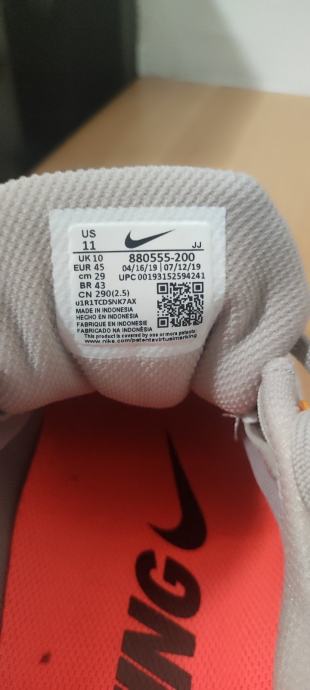 US
11
JJ
UK 10
880555-200
EUR 45
04/16/19 | 07/12/19
cm 29
UPC 00193152594241
BR 43
CN 290(2.5)
u1R1TCDSNK7AX
MADE IN INDONESIA
HECHO EN INDONESIA
FABRIQUE EN INDONESIE
FABRICADO NA INDONÉSIA
This product is covered by one or more patents
www.nike.com/patentsvirtualmarking
NING